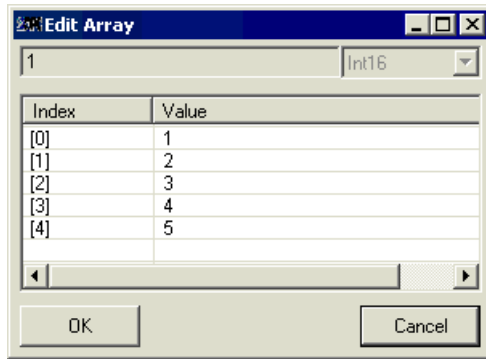 Edit Array
1 Int16
Index Value
[0] 1
[1] 2
[2] 3
[3] 4
[4] 5
OK Cancel